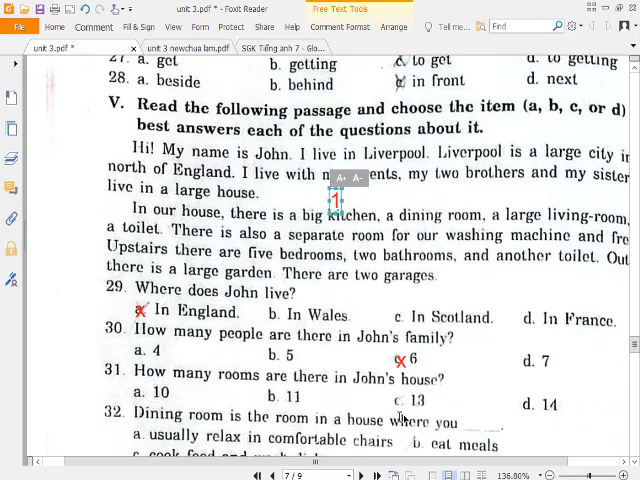 unit 3.pdf * - Foxit Reader
Free Text Tools
File Home Comment View Form Protect Share Help Comment Format Arrange Tell me... Find
unit 3.pdf * unit 3 newchua lam.pdf SGK Tiếng anh 7 - Glo...
27. a. get b. getting c. to get d. to getting
28. a. beside b. behind c. in front d. next
V. Read the following passage and choose the item (a, b, c, or d)
best answers each of the questions about it.
Hi! My name is John. I live in Liverpool. Liverpool is a large city in
north of England. I live with ents, my two brothers and my sister
A+ A-
live in a large house.
1
In our house, there is a big kitchen, a dining room, a large living-room,
a toilet. There is also a separate room for our washing machine and fre
Upstairs there are five bedrooms, two bathrooms, and another toilet. Out
there is a large garden. There are two garages.
29. Where does John live?
a. In England. b. In Wales. c. In Scotland. d. In France.
x
30. How many people are there in John's family?
a. 4 b. 5 c. 6 d. 7
x
31. How many rooms are there in John's house?
a. 10 b. 11 c. 13 d. 14
32. Dining room is the room in a house where you ____.
a. usually relax in comfortable chairs b. eat meals
7 / 9 136.80%